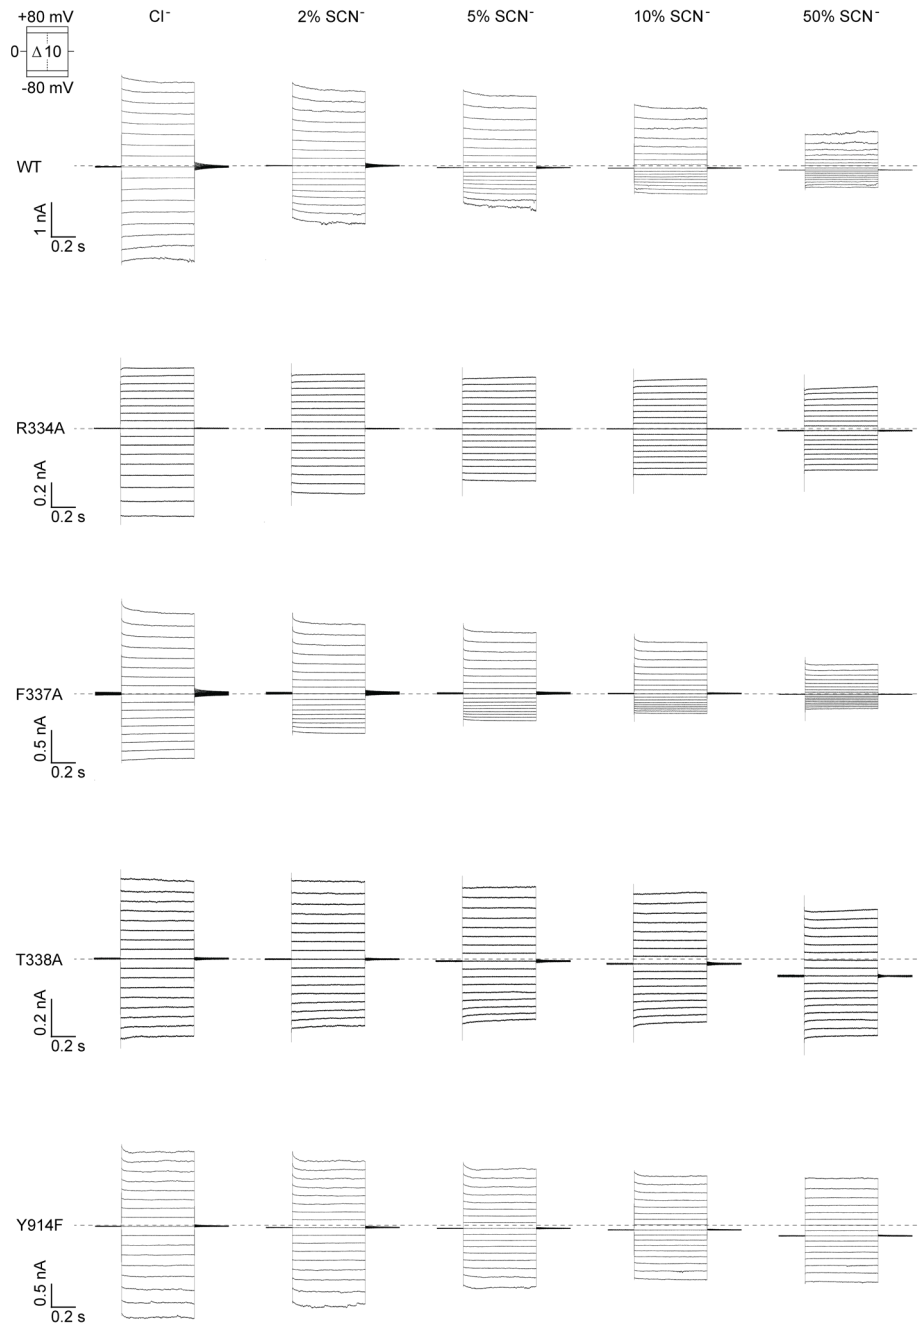 +80 mV
Cl⁻
2% SCN⁻
5% SCN⁻
10% SCN⁻
50% SCN⁻
0
Δ10
-80 mV
WT
1 nA
0.2 s
R334A
0.2 nA
0.2 s
F337A
0.5 nA
0.2 s
T338A
0.2 nA
0.2 s
Y914F
0.5 nA
0.2 s